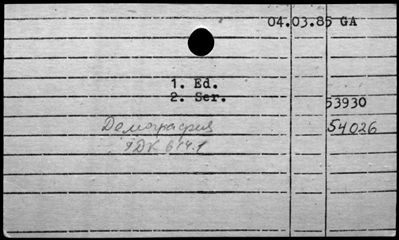 04.03.85 GA
1. Ed.
2. Ser.
53930
Демография
54026
УДК 614.1